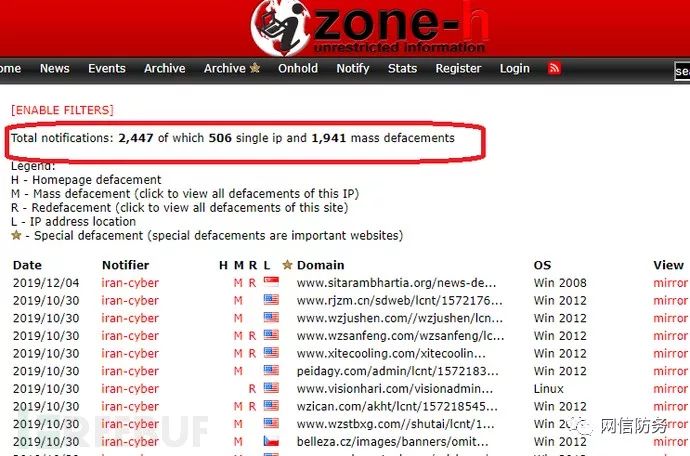 zone-h
unrestricted information
ome News Events Archive Archive Onhold Notify Stats Register Login sea
[ENABLE FILTERS]
Total notifications: 2,447 of which 506 single ip and 1,941 mass defacements
Legend:
H - Homepage defacement
M - Mass defacement (click to view all defacements of this IP)
R - Redefacement (click to view all defacements of this site)
L - IP address location
- Special defacement (special defacements are important websites)
Date Notifier H M R L Domain OS View
2019/12/04 iran-cyber M R www.sitarambhartia.org/news-de... Win 2008 mirror
2019/10/30 iran-cyber M www.rjzm.cn/sdweb/lcnt/1572176... Win 2012 mirror
2019/10/30 iran-cyber M www.wzjushen.com//wzjushen/lcn... Win 2012 mirror
2019/10/30 iran-cyber M R www.wzsanfeng.com/wzsanfeng/lc... Win 2012 mirror
2019/10/30 iran-cyber M R www.xitecooling.com/xitecoolin... Win 2012 mirror
2019/10/30 iran-cyber M peidagy.com/admin/lcnt/1572183... Win 2012 mirror
2019/10/30 iran-cyber R www.visionhari.com/visionadmin... Linux mirror
2019/10/30 iran-cyber M R wzican.com/akht/lcnt/157218545... Win 2012 mirror
2019/10/30 iran-cyber M www.wzstbxg.com//shutai/lcnt/1... Win 2012 mirror
2019/10/30 iran-cyber M R belleza.cz/images/banners/omit... Win 2012 mirror
网信防务